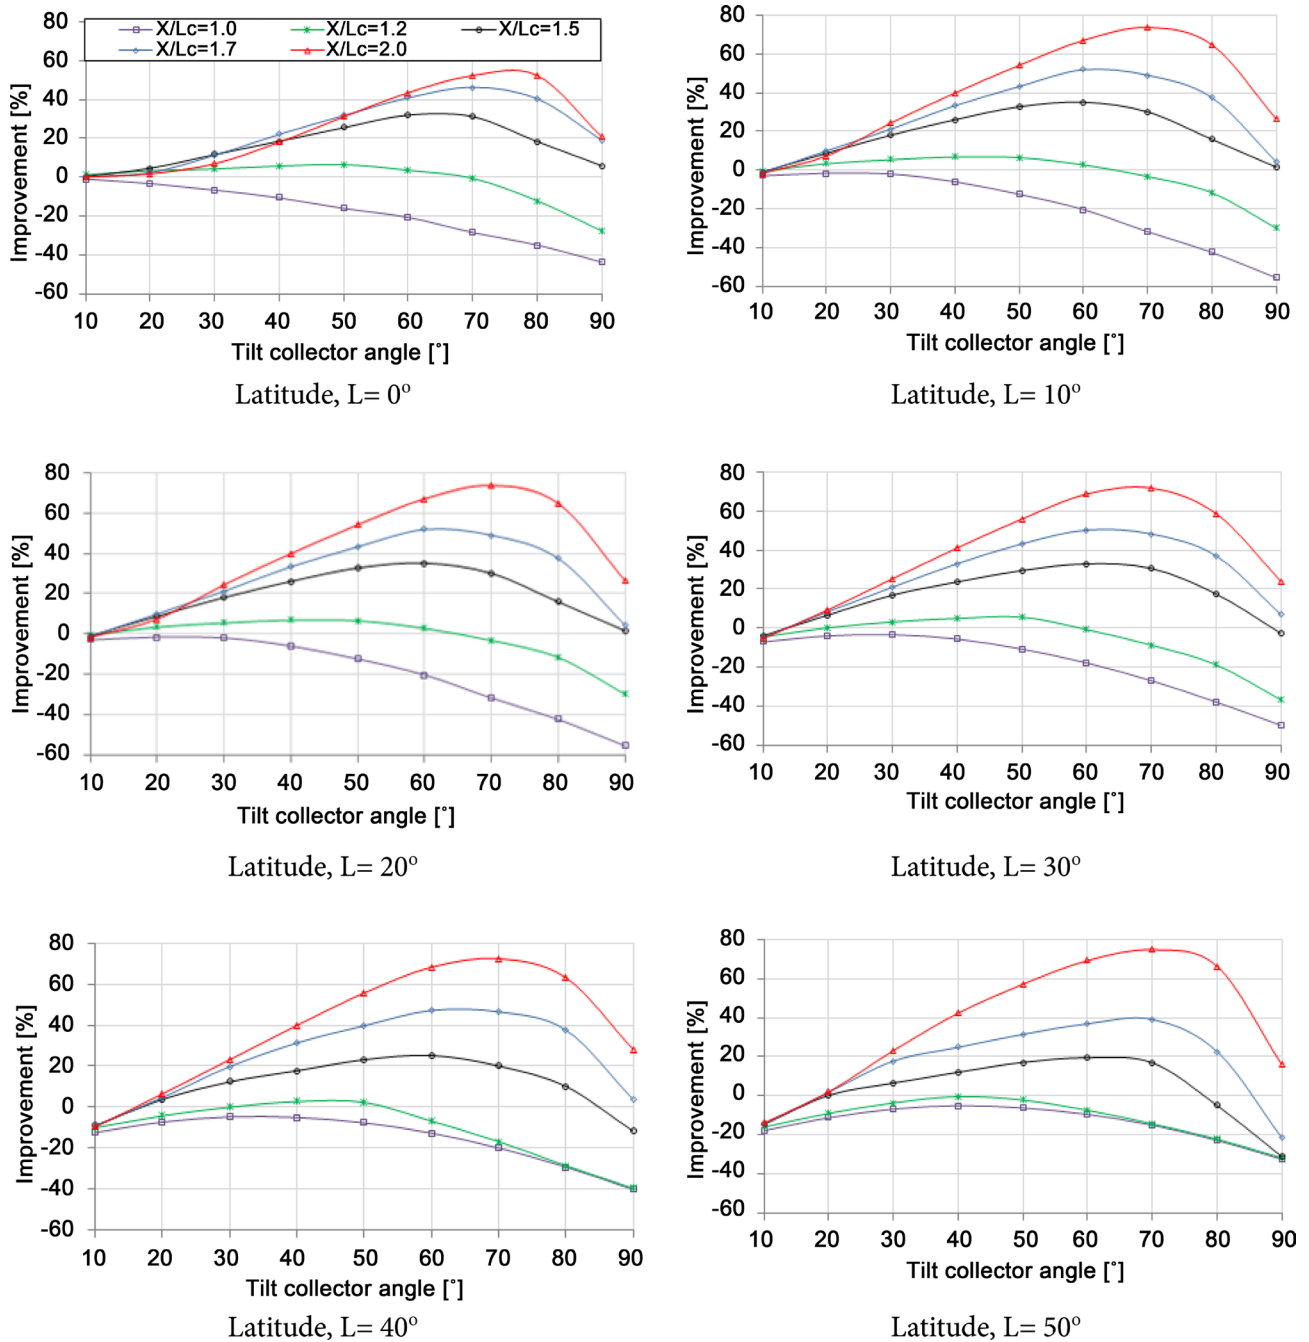 X/Lc=1.0 X/Lc=1.2 X/Lc=1.5
X/Lc=1.7 X/Lc=2.0
Improvement [%]
80
60
40
20
0
-20
-40
-60
10 20 30 40 50 60 70 80 90
Tilt collector angle [°]
Latitude, L= 0º
Improvement [%]
80
60
40
20
0
-20
-40
-60
10 20 30 40 50 60 70 80 90
Tilt collector angle [°]
Latitude, L= 10º
Improvement [%]
80
60
40
20
0
-20
-40
-60
10 20 30 40 50 60 70 80 90
Tilt collector angle [°]
Latitude, L= 20º
Improvement [%]
80
60
40
20
0
-20
-40
-60
10 20 30 40 50 60 70 80 90
Tilt collector angle [°]
Latitude, L= 30º
Improvement [%]
80
60
40
20
0
-20
-40
-60
10 20 30 40 50 60 70 80 90
Tilt collector angle [°]
Latitude, L= 40º
Improvement [%]
80
60
40
20
0
-20
-40
-60
10 20 30 40 50 60 70 80 90
Tilt collector angle [°]
Latitude, L= 50º